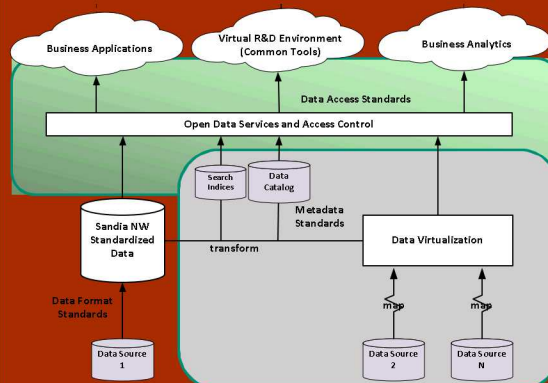 Business Applications
Virtual R&D Environment
(Common Tools)
Business Analytics
Data Access Standards
Open Data Services and Access Control
Search
Indices
Data
Catalog
Metadata
Standards
Sandia NW
Standardized
Data
transform
Data Virtualization
Data Format
Standards
map
map
Data Source
1
Data Source
2
Data Source
N